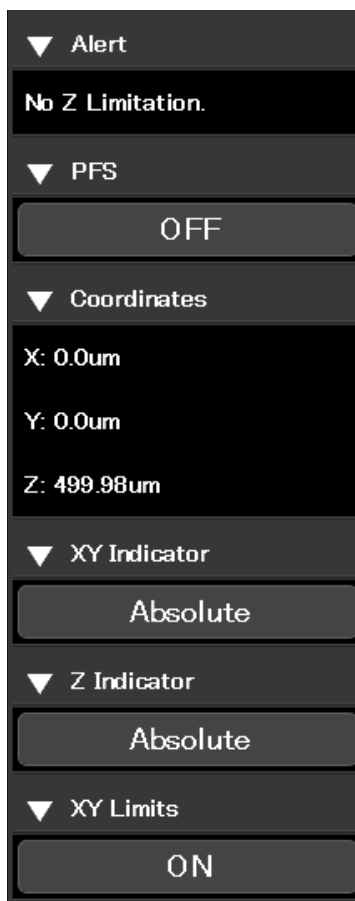 Alert
No Z Limitation.
PFS
OFF
Coordinates
X: 0.0um
Y: 0.0um
Z: 499.98um
XY Indicator
Absolute
Z Indicator
Absolute
XY Limits
ON